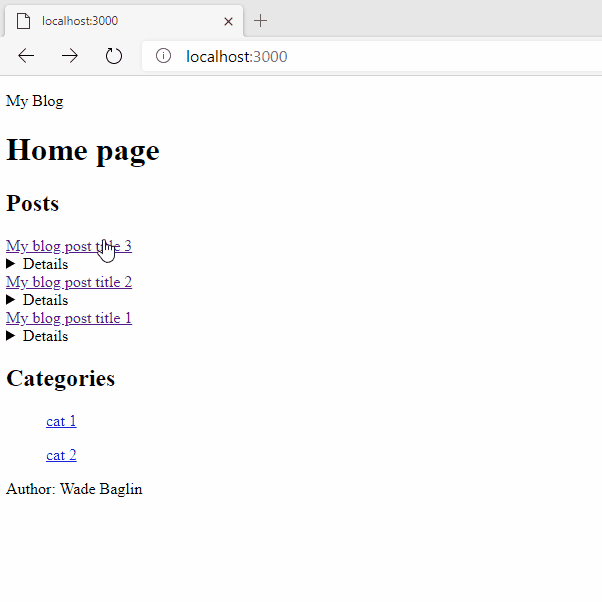 localhost:3000
localhost:3000
My Blog
Home page
Posts
My blog post title 3
Details
My blog post title 2
Details
My blog post title 1
Details
Categories
cat 1
cat 2
Author: Wade Baglin